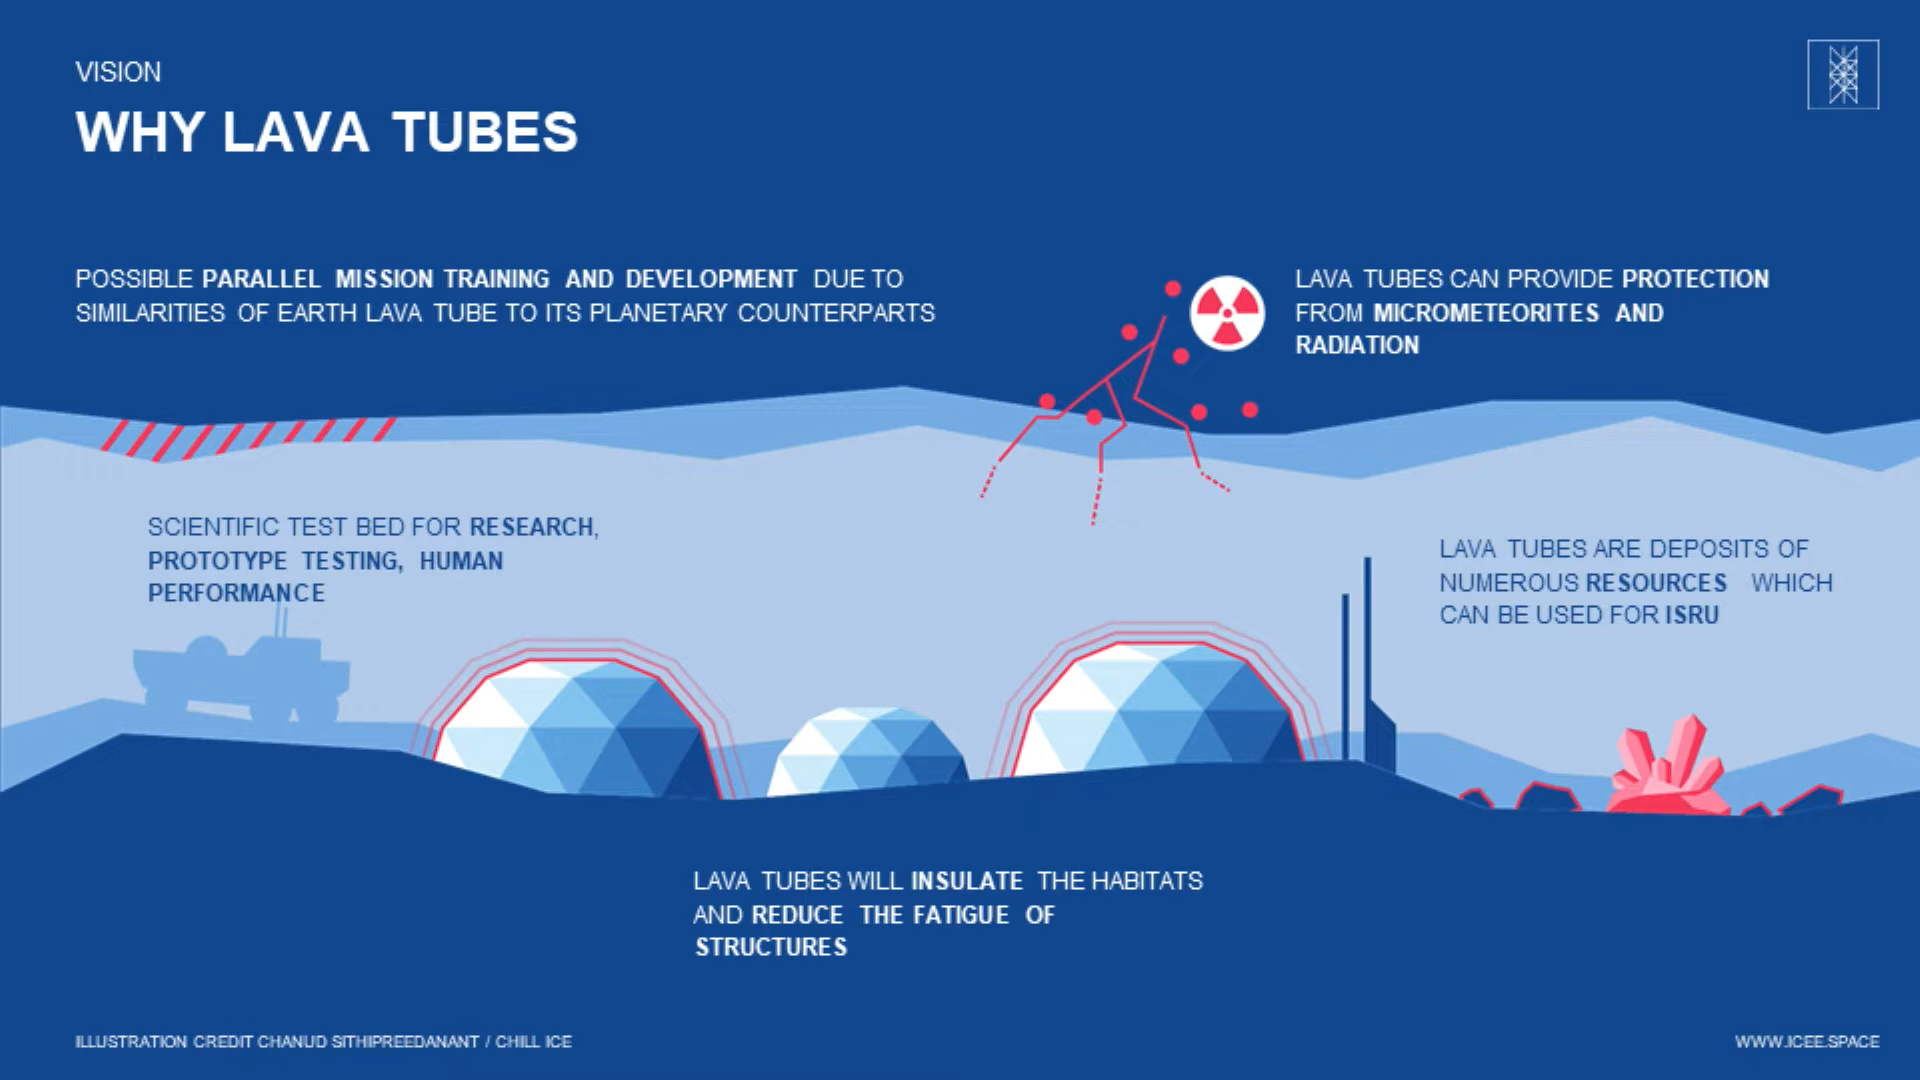 VISION
WHY LAVA TUBES
POSSIBLE PARALLEL MISSION TRAINING AND DEVELOPMENT DUE TO
SIMILARITIES OF EARTH LAVA TUBE TO ITS PLANETARY COUNTERPARTS
LAVA TUBES CAN PROVIDE PROTECTION
FROM MICROMETEORITES AND
RADIATION
SCIENTIFIC TEST BED FOR RESEARCH,
PROTOTYPE TESTING, HUMAN
PERFORMANCE
LAVA TUBES ARE DEPOSITS OF
NUMEROUS RESOURCES WHICH
CAN BE USED FOR ISRU
LAVA TUBES WILL INSULATE THE HABITATS
AND REDUCE THE FATIGUE OF
STRUCTURES
ILLUSTRATION CREDIT CHANUD SITHIPREEDANANT / CHILL ICE
WWW.ICEE.SPACE